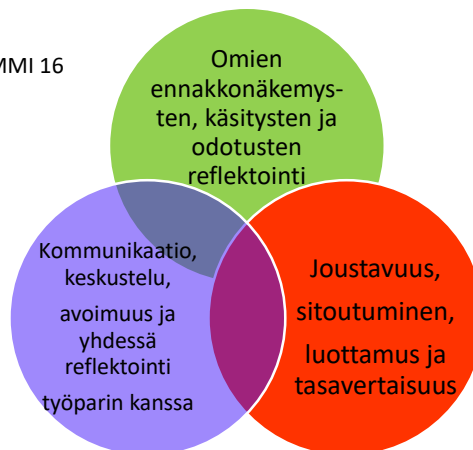 MMI 16
Omien
ennakkonäkemys-
ten, käsitysten ja
odotusten
reflektointi
Kommunikaatio,
keskustelu,
avoimuus ja
yhdessä
reflektointi
työparin kanssa
Joustavuus,
sitoutuminen,
luottamus ja
tasavertaisuus